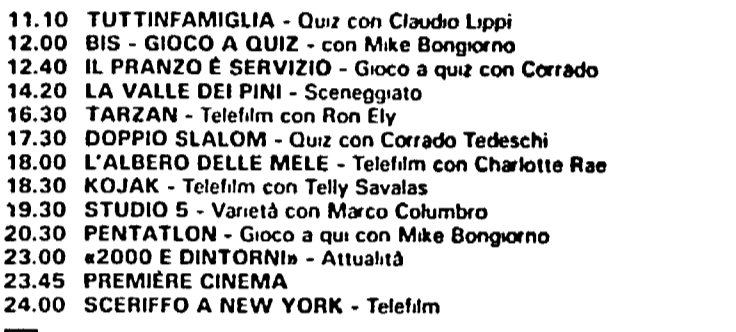 11.10 TUTTINFAMIGLIA - Quiz con Claudio Lippi
12.00 BIS - GIOCO A QUIZ - con Mike Bongiorno
12.40 IL PRANZO È SERVIZIO - Gioco a quiz con Corrado
14.20 LA VALLE DEI PINI - Sceneggiato
16.30 TARZAN - Telefilm con Ron Ely
17.30 DOPPIO SLALOM - Quiz con Corrado Tedeschi
18.00 L'ALBERO DELLE MELE - Telefilm con Charlotte Rae
18.30 KOJAK - Telefilm con Telly Savalas
19.30 STUDIO 5 - Varietà con Marco Columbro
20.30 PENTATLON - Gioco a qui con Mike Bongiorno
23.00 «2000 E DINTORNI» - Attualità
23.45 PREMIÈRE CINEMA
24.00 SCERIFFO A NEW YORK - Telefilm